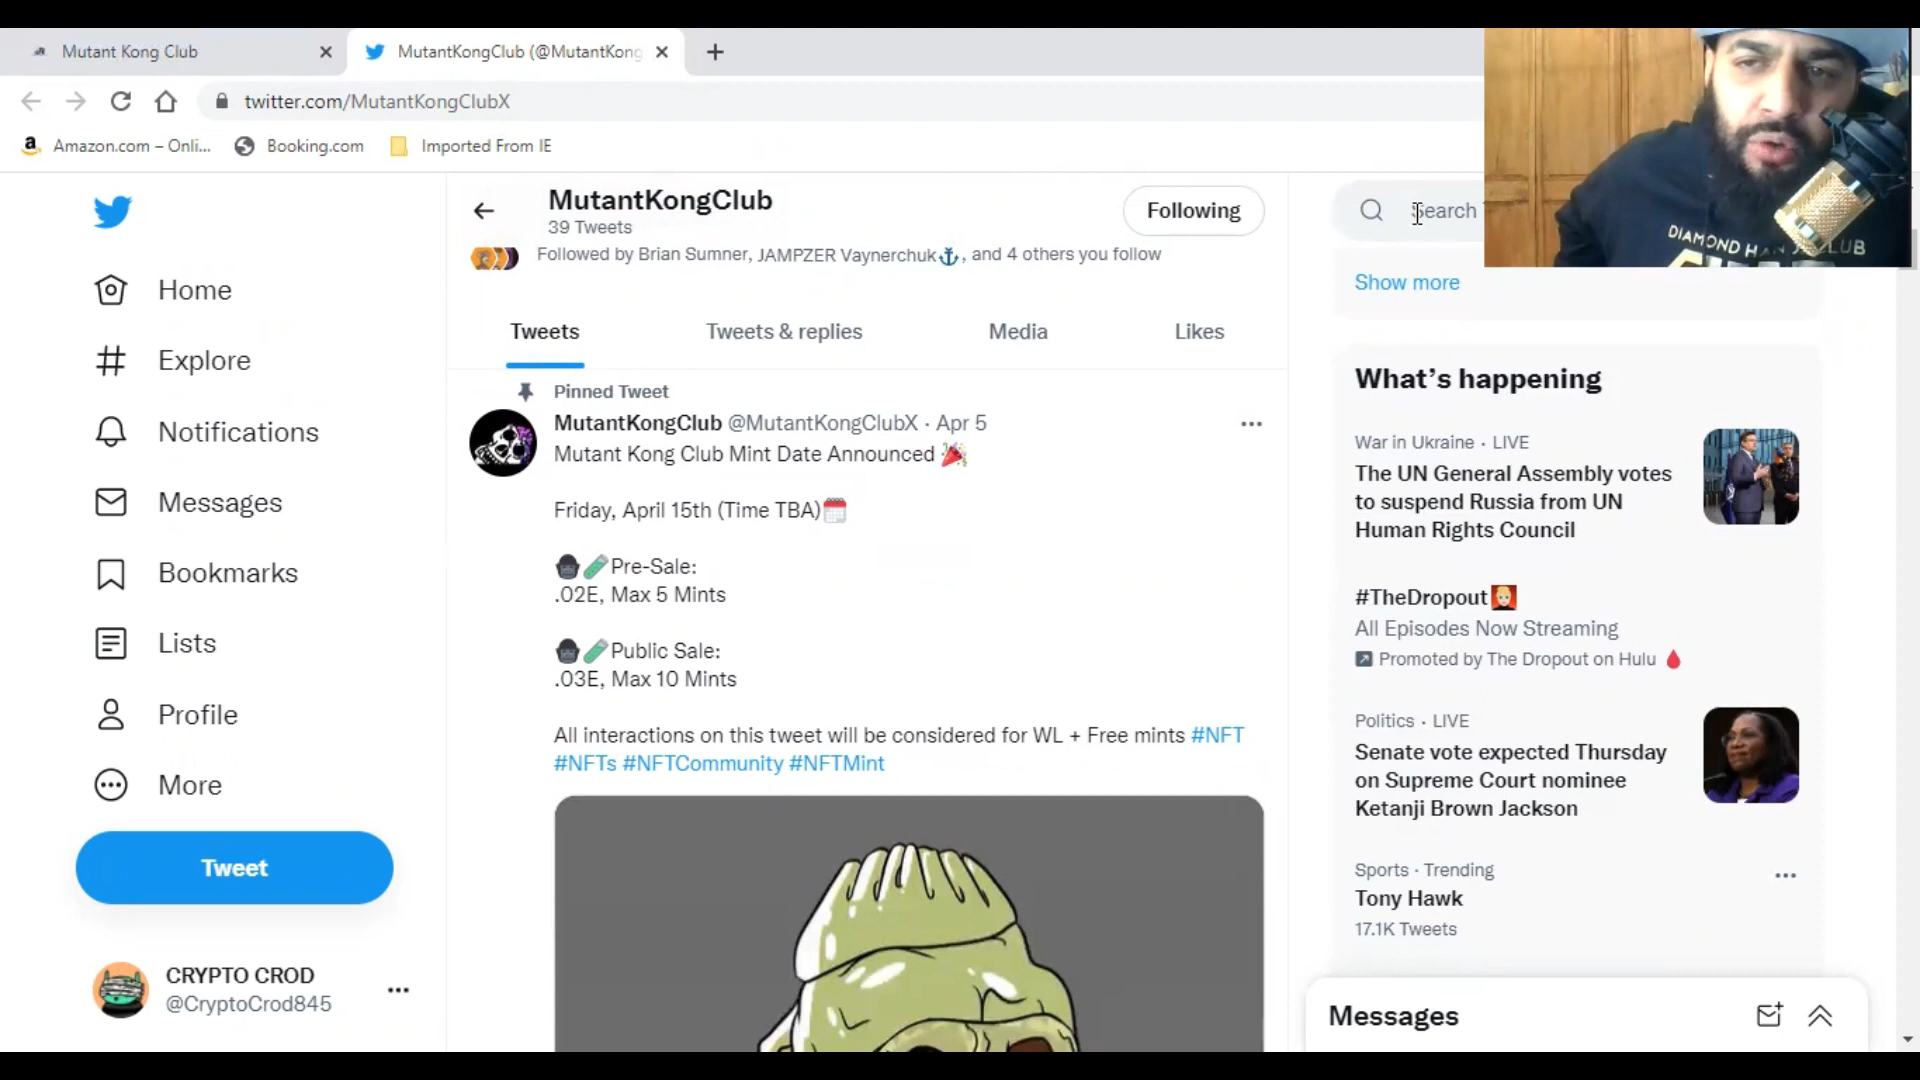 Mutant Kong Club
MutantKongClub (@MutantKong
twitter.com/MutantKongClubX
Amazon.com – Onli...
Booking.com
Imported From IE
MutantKongClub
39 Tweets
Following
Search
DIAMOND
CLUB
Followed by Brian Sumner, JAMPZER Vaynerchuk⚓, and 4 others you follow
Show more
Home
Explore
Notifications
Messages
Bookmarks
Lists
Profile
More
Tweet
CRYPTO CROD
@CryptoCrod845
Tweets
Tweets & replies
Media
Likes
Pinned Tweet
MutantKongClub @MutantKongClubX · Apr 5
Mutant Kong Club Mint Date Announced 🎉
Friday, April 15th (Time TBA)🗓
🦍🧪Pre-Sale:
.02E, Max 5 Mints
🦍🧪Public Sale:
.03E, Max 10 Mints
All interactions on this tweet will be considered for WL + Free mints #NFT
#NFTs #NFTCommunity #NFTMint
What’s happening
War in Ukraine · LIVE
The UN General Assembly votes
to suspend Russia from UN
Human Rights Council
#TheDropout
All Episodes Now Streaming
Promoted by The Dropout on Hulu 🩸
Politics · LIVE
Senate vote expected Thursday
on Supreme Court nominee
Ketanji Brown Jackson
Sports · Trending
Tony Hawk
17.1K Tweets
Messages